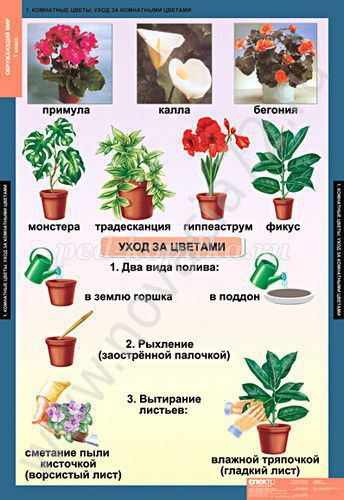 1. КОМНАТНЫЕ ЦВЕТЫ. УХОД ЗА КОМНАТНЫМИ ЦВЕТАМИ
ОКРУЖАЮЩИЙ МИР
1 класс
примула калла бегония
монстера традесканция гиппеаструм фикус
УХОД ЗА ЦВЕТАМИ
1. Два вида полива:
в землю горшка в поддон
2. Рыхление
(заострённой палочкой)
3. Вытирание
листьев:
сметание пыли
кисточкой
(ворсистый лист)
влажной тряпочкой
(гладкий лист)
1. КОМНАТНЫЕ ЦВЕТЫ. УХОД ЗА КОМНАТНЫМИ ЦВЕТАМИ
1. КОМНАТНЫЕ ЦВЕТЫ. УХОД ЗА КОМНАТНЫМИ ЦВЕТАМИ
СПЕКТР